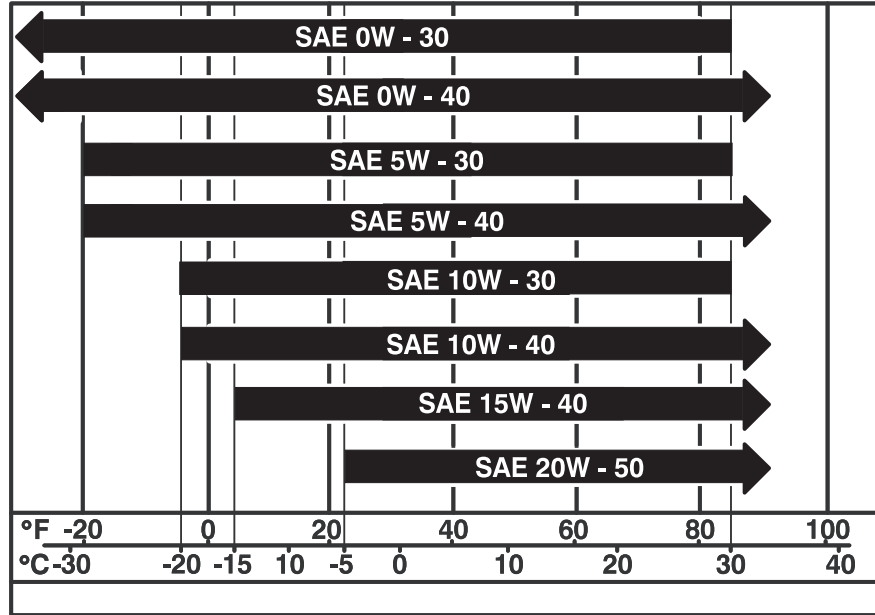 SAE 0W - 30
SAE 0W - 40
SAE 5W - 30
SAE 5W - 40
SAE 10W - 30
SAE 10W - 40
SAE 15W - 40
SAE 20W - 50
°F -20 0 20 40 60 80 100
°C -30 -20 -15 10 -5 0 10 20 30 40